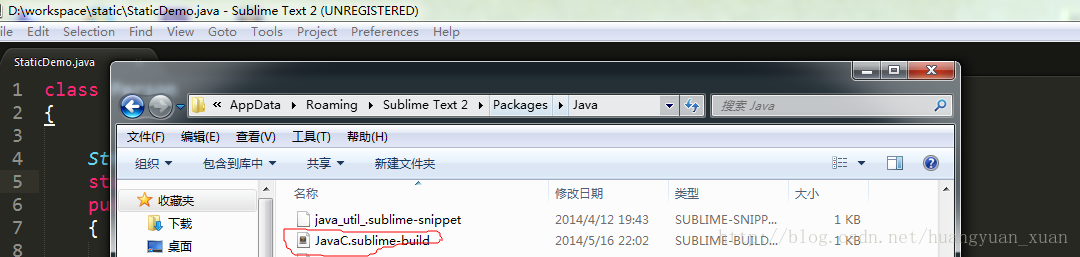 D:\workspace\static\StaticDemo.java - Sublime Text 2 (UNREGISTERED)
File Edit Selection Find View Goto Tools Project Preferences Help
StaticDemo.java
1 class
2 {
3
4 St
5 st
6 pu
7 {
8
« AppData Roaming Sublime Text 2 Packages Java
搜索 Java
文件(F) 编辑(E) 查看(V) 工具(T) 帮助(H)
组织 包含到库中 共享 新建文件夹
收藏夹
下载
桌面
名称 修改日期 类型 大小
java_util_.sublime-snippet 2014/4/12 19:43 SUBLIME-SNIPP... 1 KB
JavaC.sublime-build 2014/5/16 22:02 SUBLIME-BUILD... 1 KB
http://blog.csdn.net/huangyuan_xuan